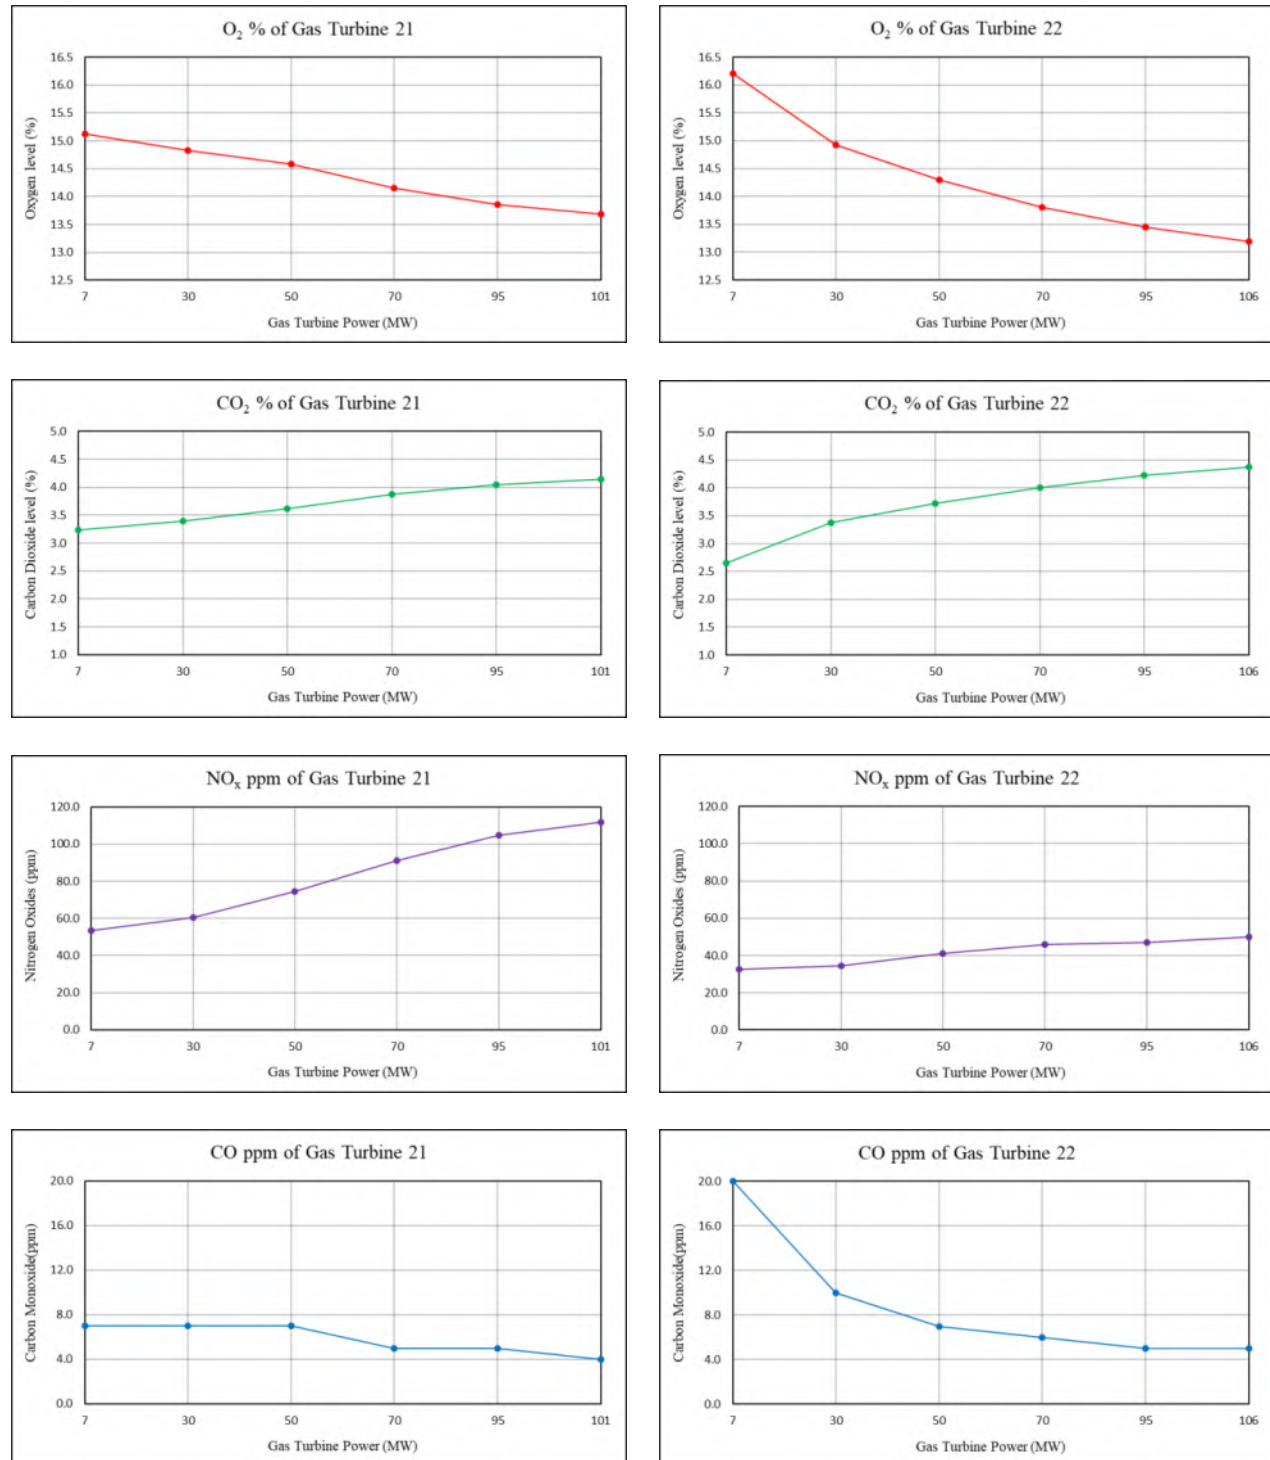 O₂ % of Gas Turbine 21
Oxygen level (%)
16.5
16.0
15.5
15.0
14.5
14.0
13.5
13.0
12.5
7 30 50 70 95 101
Gas Turbine Power (MW)
O₂ % of Gas Turbine 22
Oxygen level (%)
16.5
16.0
15.5
15.0
14.5
14.0
13.5
13.0
12.5
7 30 50 70 95 106
Gas Turbine Power (MW)
CO₂ % of Gas Turbine 21
Carbon Dioxide level (%)
5.0
4.5
4.0
3.5
3.0
2.5
2.0
1.5
1.0
7 30 50 70 95 101
Gas Turbine Power (MW)
CO₂ % of Gas Turbine 22
Carbon Dioxide level (%)
5.0
4.5
4.0
3.5
3.0
2.5
2.0
1.5
1.0
7 30 50 70 95 106
Gas Turbine Power (MW)
NOₓ ppm of Gas Turbine 21
Nitrogen Oxides (ppm)
120.0
100.0
80.0
60.0
40.0
20.0
0.0
7 30 50 70 95 101
Gas Turbine Power (MW)
NOₓ ppm of Gas Turbine 22
Nitrogen Oxides (ppm)
120.0
100.0
80.0
60.0
40.0
20.0
0.0
7 30 50 70 95 106
Gas Turbine Power (MW)
CO ppm of Gas Turbine 21
Carbon Monoxide(ppm)
20.0
16.0
12.0
8.0
4.0
0.0
7 30 50 70 95 101
Gas Turbine Power (MW)
CO ppm of Gas Turbine 22
Carbon Monoxide(ppm)
20.0
16.0
12.0
8.0
4.0
0.0
7 30 50 70 95 106
Gas Turbine Power (MW)